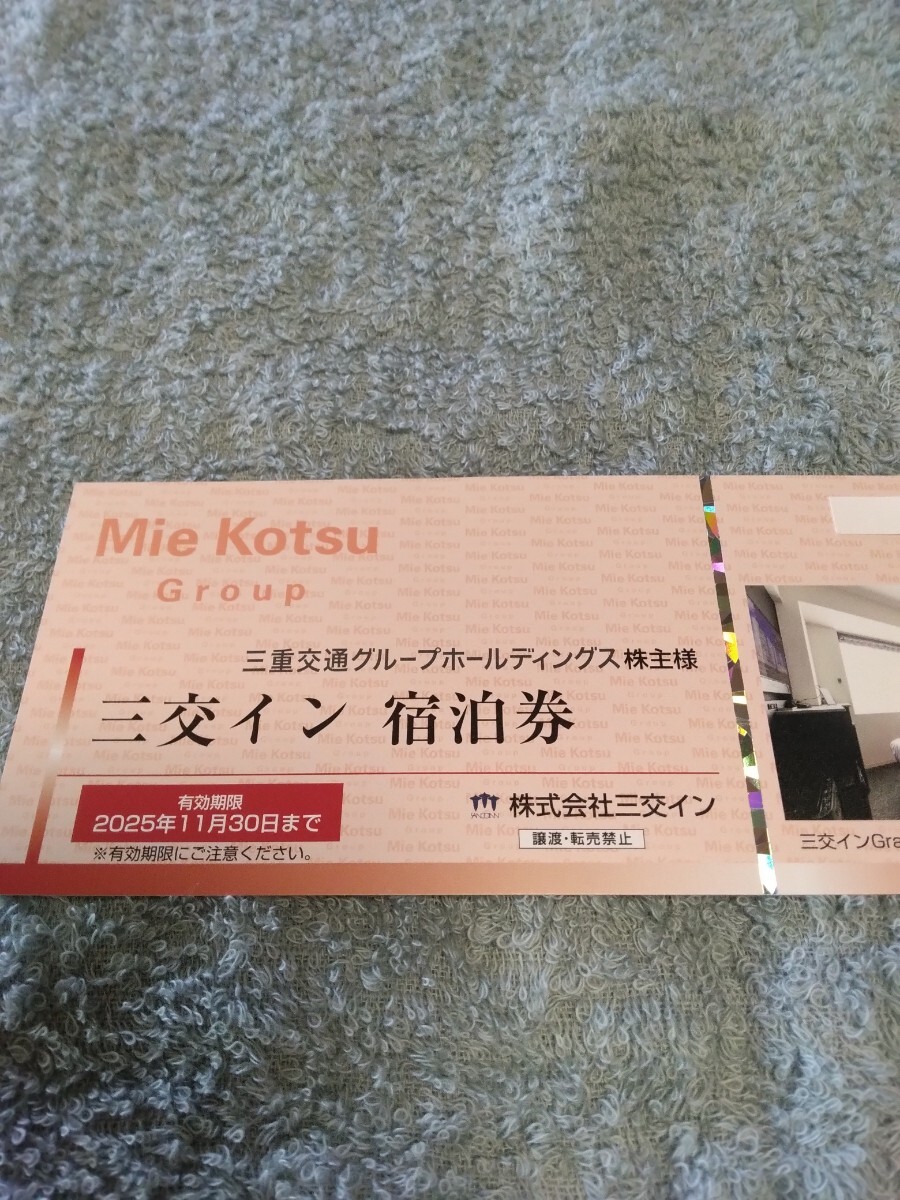 Mie Kotsu
Group
三重交通グループホールディングス 株主様
三交イン 宿泊券
有効期限
2025年11月30日まで
※有効期限にご注意ください。
株式会社三交イン
SANCO INN
譲渡・転売禁止
三交インGra